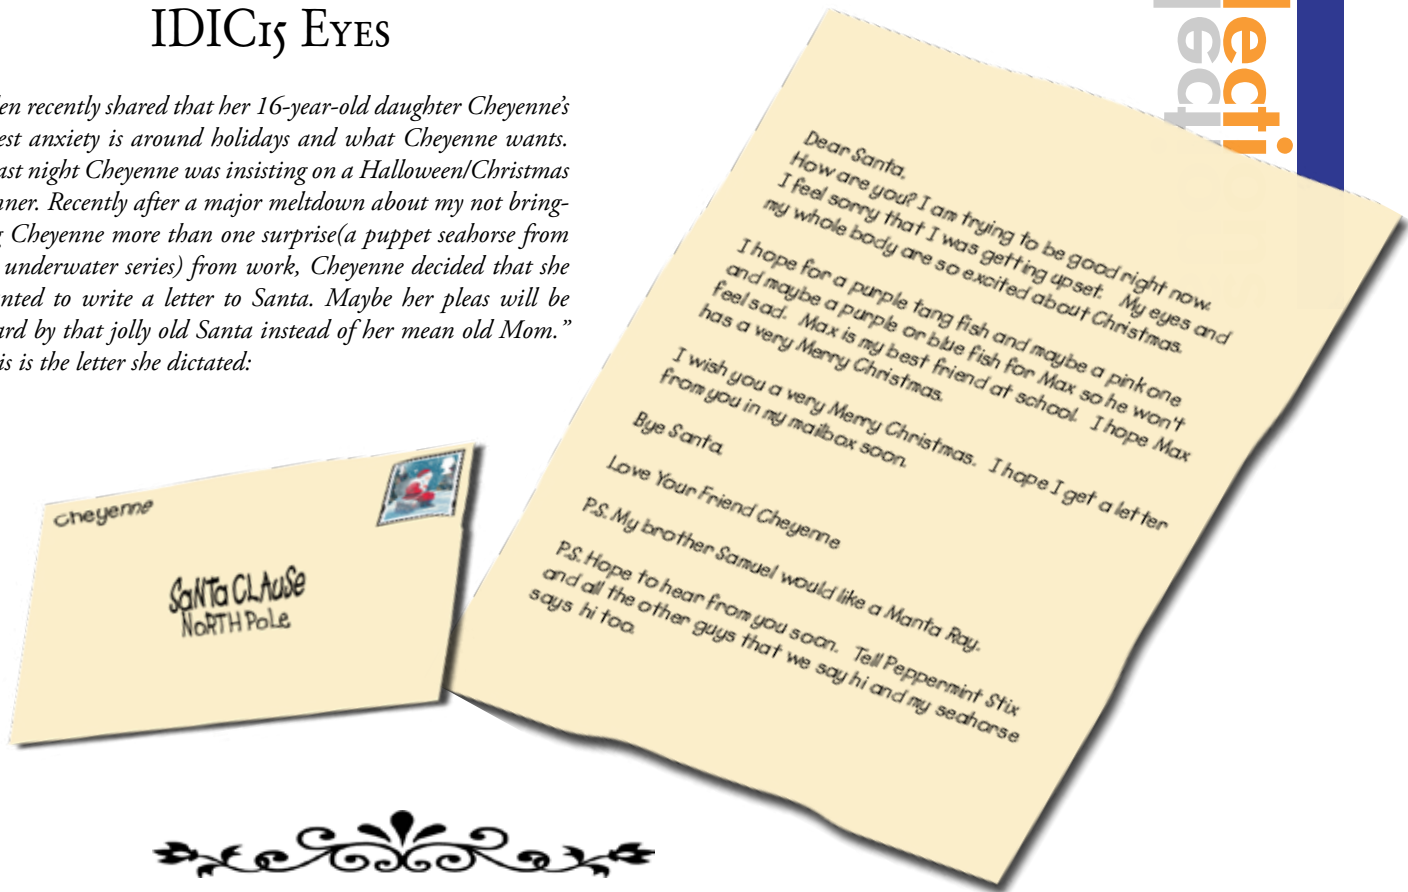 IDIC15 Eyes
en recently shared that her 16-year-old daughter Cheyenne's
est anxiety is around holidays and what Cheyenne wants.
ast night Cheyenne was insisting on a Halloween/Christmas
ner. Recently after a major meltdown about my not bring-
g Cheyenne more than one surprise(a puppet seahorse from
underwater series) from work, Cheyenne decided that she
nted to write a letter to Santa. Maybe her pleas will be
ard by that jolly old Santa instead of her mean old Mom."
is is the letter she dictated:
Cheyenne
SaNTa CLAuSe
NoRTH PoLe
Dear Santa,
How are you? I am trying to be good right now.
I feel sorry that I was getting upset. My eyes and
my whole body are so excited about Christmas.
I hope for a purple tang fish and maybe a pink one
and maybe a purple or blue fish for Max so he won't
feel sad. Max is my best friend at school. I hope Max
has a very Merry Christmas.
I wish you a very Merry Christmas. I hope I get a letter
from you in my mailbox soon.
Bye Santa.
Love Your Friend Cheyenne
P.S. My brother Samuel would like a Manta Ray.
P.S. Hope to hear from you soon. Tell Peppermint Stix
and all the other guys that we say hi and my seahorse
says hi too.
lecti
lect